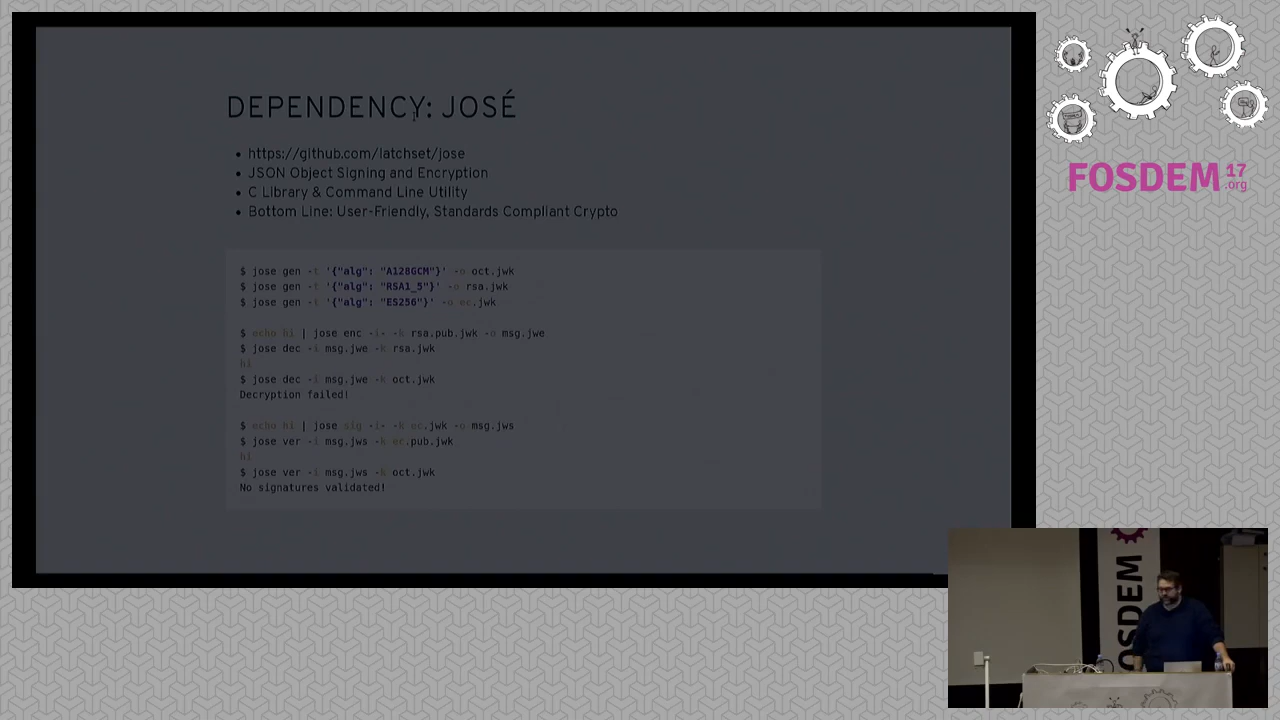 DEPENDENCY: JOSÉ
• https://github.com/latchset/jose
• JSON Object Signing and Encryption
• C Library & Command Line Utility
• Bottom Line: User-Friendly, Standards Compliant Crypto
$ jose gen -t '{"alg": "A128GCM"}' -o oct.jwk
$ jose gen -t '{"alg": "RSA1_5"}' -o rsa.jwk
$ jose gen -t '{"alg": "ES256"}' -o ec.jwk
$ echo hi | jose enc -i- -k rsa.pub.jwk -o msg.jwe
$ jose dec -i msg.jwe -k rsa.jwk
hi
$ jose dec -i msg.jwe -k oct.jwk
Decryption failed!
$ echo hi | jose sig -i- -k ec.jwk -o msg.jws
$ jose ver -i msg.jws -k ec.pub.jwk
hi
$ jose ver -i msg.jws -k oct.jwk
No signatures validated!
FOSDEM 17
.org
OSDEM